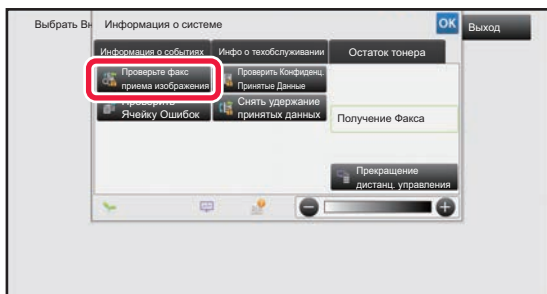 Выбрать Вн
Информация о системе
OK
Выход
Информация о событиях
Инфо о техобслуживании
Остаток тонера
Проверьте факс
приема изображения
Проверить Конфиденц.
Принятые Данные
Проверить
Ячейку Ошибок
Снять удержание
принятых данных
Получение Факса
Прекращение
дистанц. управления